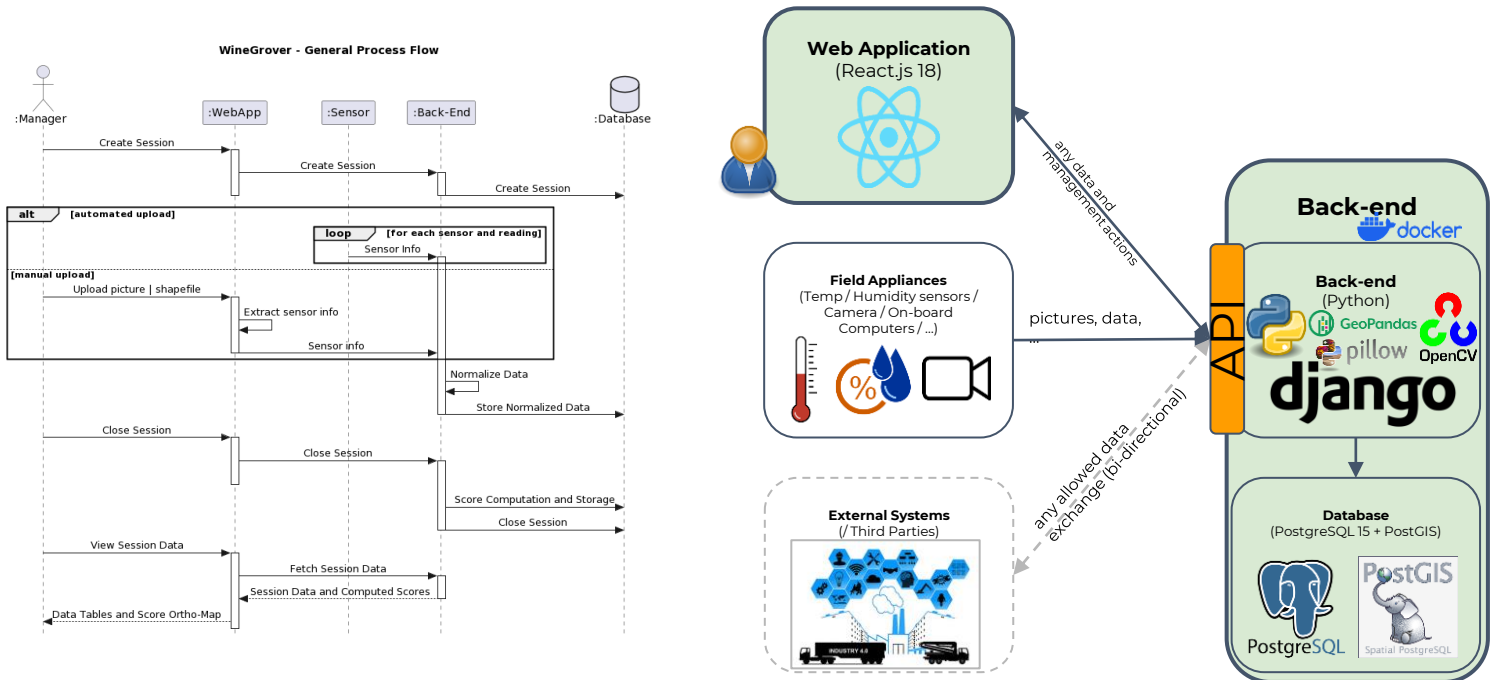 WineGrover - General Process Flow
:Manager
:WebApp
:Sensor
:Back-End
:Database
Create Session
Create Session
Create Session
alt
[automated upload]
loop
[for each sensor and reading]
Sensor Info
[manual upload]
Upload picture | shapefile
Extract sensor info
Sensor info
Normalize Data
Store Normalized Data
Close Session
Close Session
Score Computation and Storage
Close Session
View Session Data
Fetch Session Data
Session Data and Computed Scores
Data Tables and Score Ortho-Map
Web Application
(React.js 18)
any data and
management actions
Field Appliances
(Temp / Humidity sensors /
Camera / On-board
Computers / ...)
%
pictures, data,
...
External Systems
(/ Third Parties)
INDUSTRY 4.0
any allowed data
exchange (bi-directional)
Back-end
docker
API
Back-end
(Python)
GeoPandas
pillow
OpenCV
django
Database
(PostgreSQL 15 + PostGIS)
PostgreSQL
PostGIS
Spatial PostgreSQL